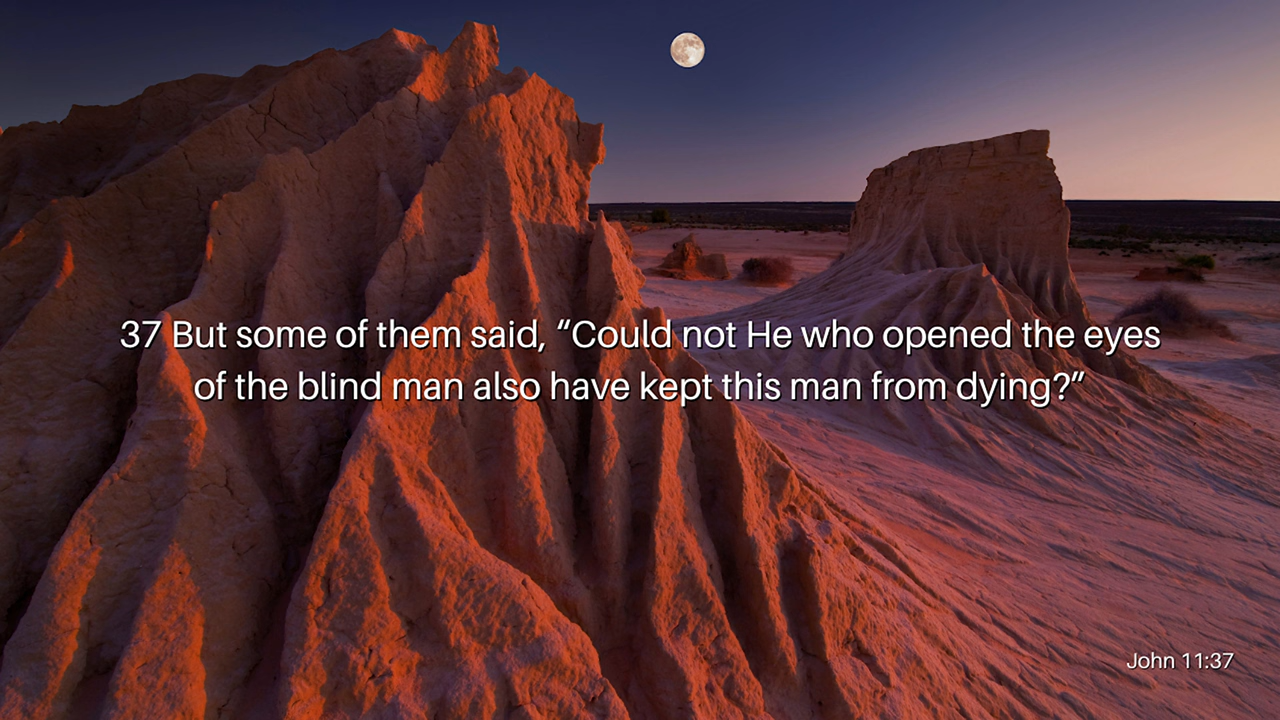 37 But some of them said, “Could not He who opened the eyes
of the blind man also have kept this man from dying?”
John 11:37